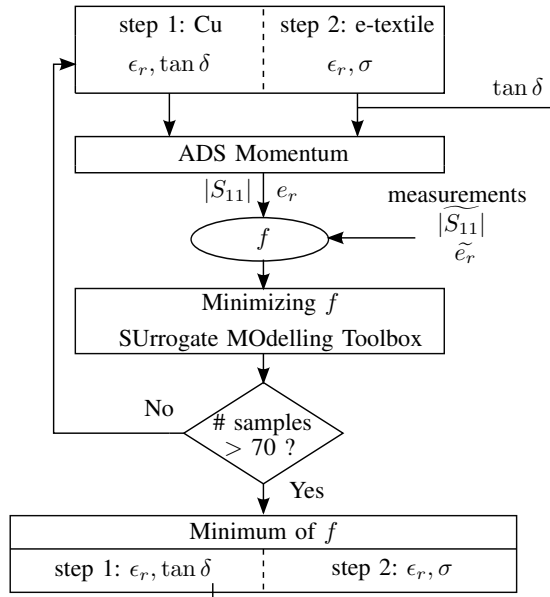 step 1: Cu step 2: e-textile
ϵr, tan δ ϵr, σ
tan δ
ADS Momentum
|S11| er
measurements
|S̃11|
f
ẽr
Minimizing f
SUrrogate MOdelling Toolbox
No
# samples
> 70 ?
Yes
Minimum of f
step 1: ϵr, tan δ step 2: ϵr, σ